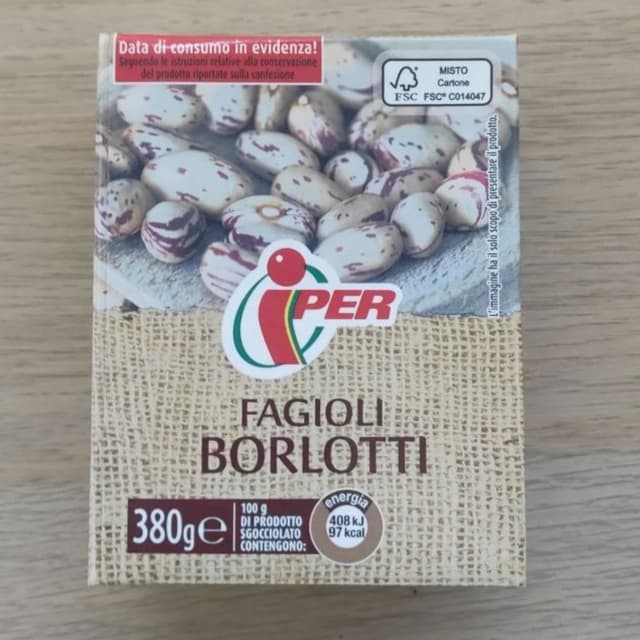 Data di consumo in evidenza!
Seguendo le istruzioni relative alla conservazione
del prodotto riportate sulla confezione
FSC
MISTO
Cartone
FSC® C014047
L'immagine ha il solo scopo di presentare il prodotto.
iPER
FAGIOLI
BORLOTTI
380g℮
100 g
DI PRODOTTO
SGOCCIOLATO
CONTENGONO:
energia
408 kJ
97 kcal